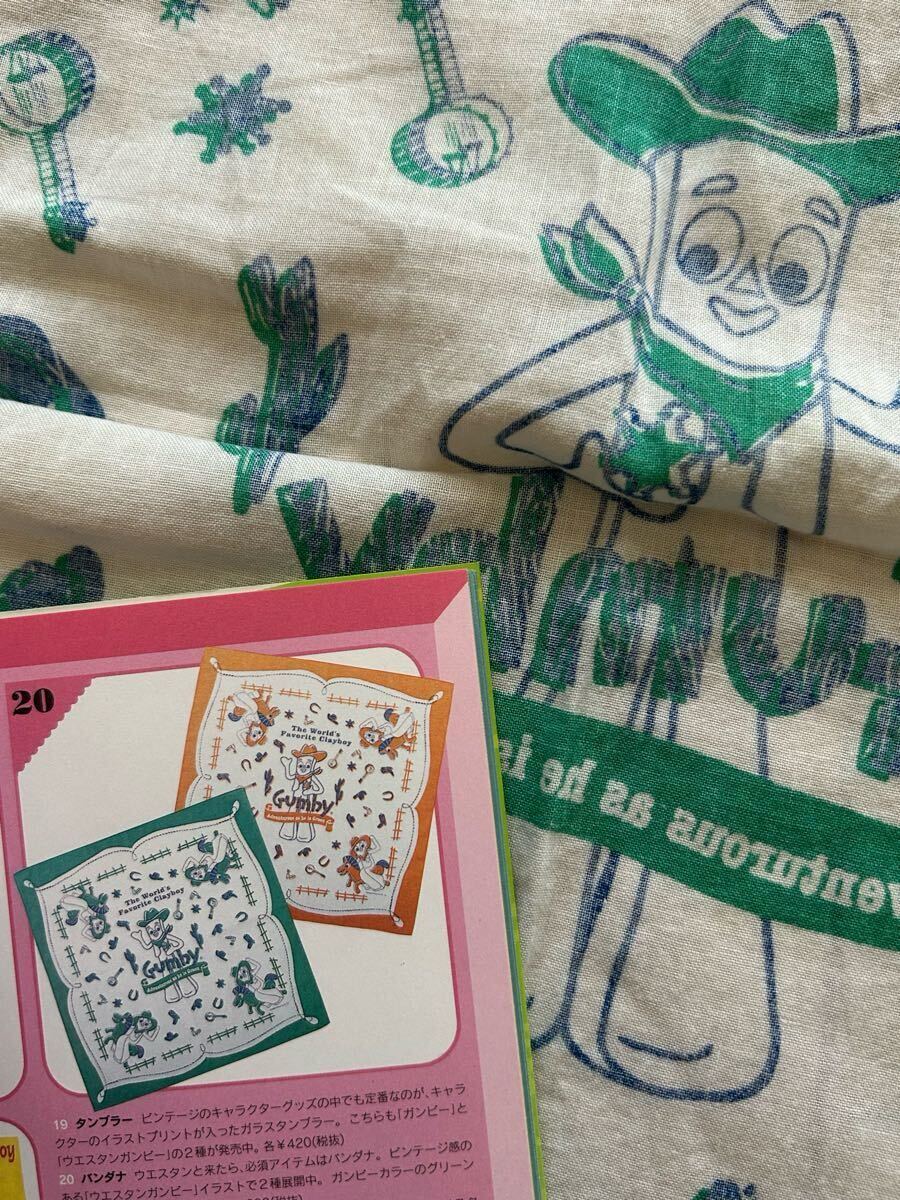 venturous as he is
20
The World's
Favorite Clayboy
Gumby
Adventurous as he is Green
The World's
Favorite Clayboy
Gumby
Adventurous as he is Green
19 タンブラー ビンテージのキャラクターグッズの中でも定番なのが、キャラ
クターのイラストプリントが入ったガラスタンブラー。こちらも「ガンビー」と
「ウエスタンガンビー」の2種が発売中。各¥420(税抜)
20 バンダナ ウエスタンと来たら、必須アイテムはバンダナ。ビンテージ感の
ある「ウエスタンガンビー」イラストで2種展開中。ガンビーカラーのグリーン